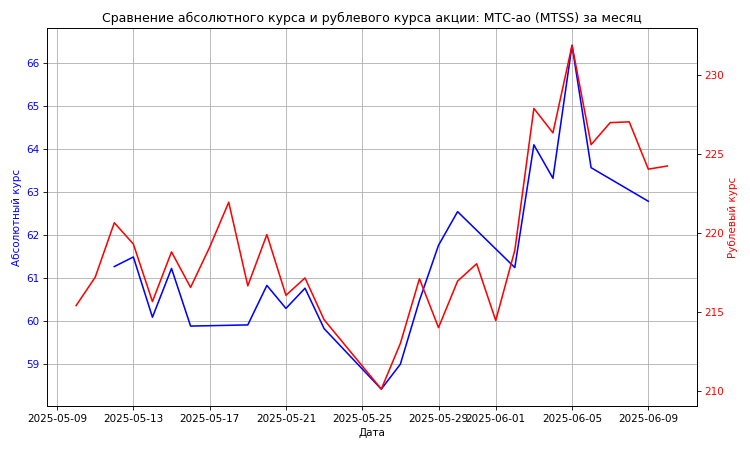 Сравнение абсолютного курса и рублевого курса акции: МТС-ао (MTSS) за месяц
Абсолютный курс
66
65
64
63
62
61
60
59
230
225
220
215
210
Рублевый курс
2025-05-09 2025-05-13 2025-05-17 2025-05-21 2025-05-25 2025-05-29 2025-06-01 2025-06-05 2025-06-09
Дата